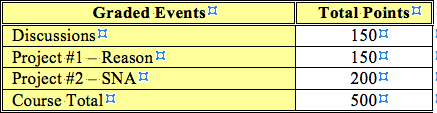 Graded Events¤ Total Points¤
Discussions¤ 150¤
Project #1 – Reason¤ 150¤
Project #2 – SNA¤ 200¤
Course Total¤ 500¤